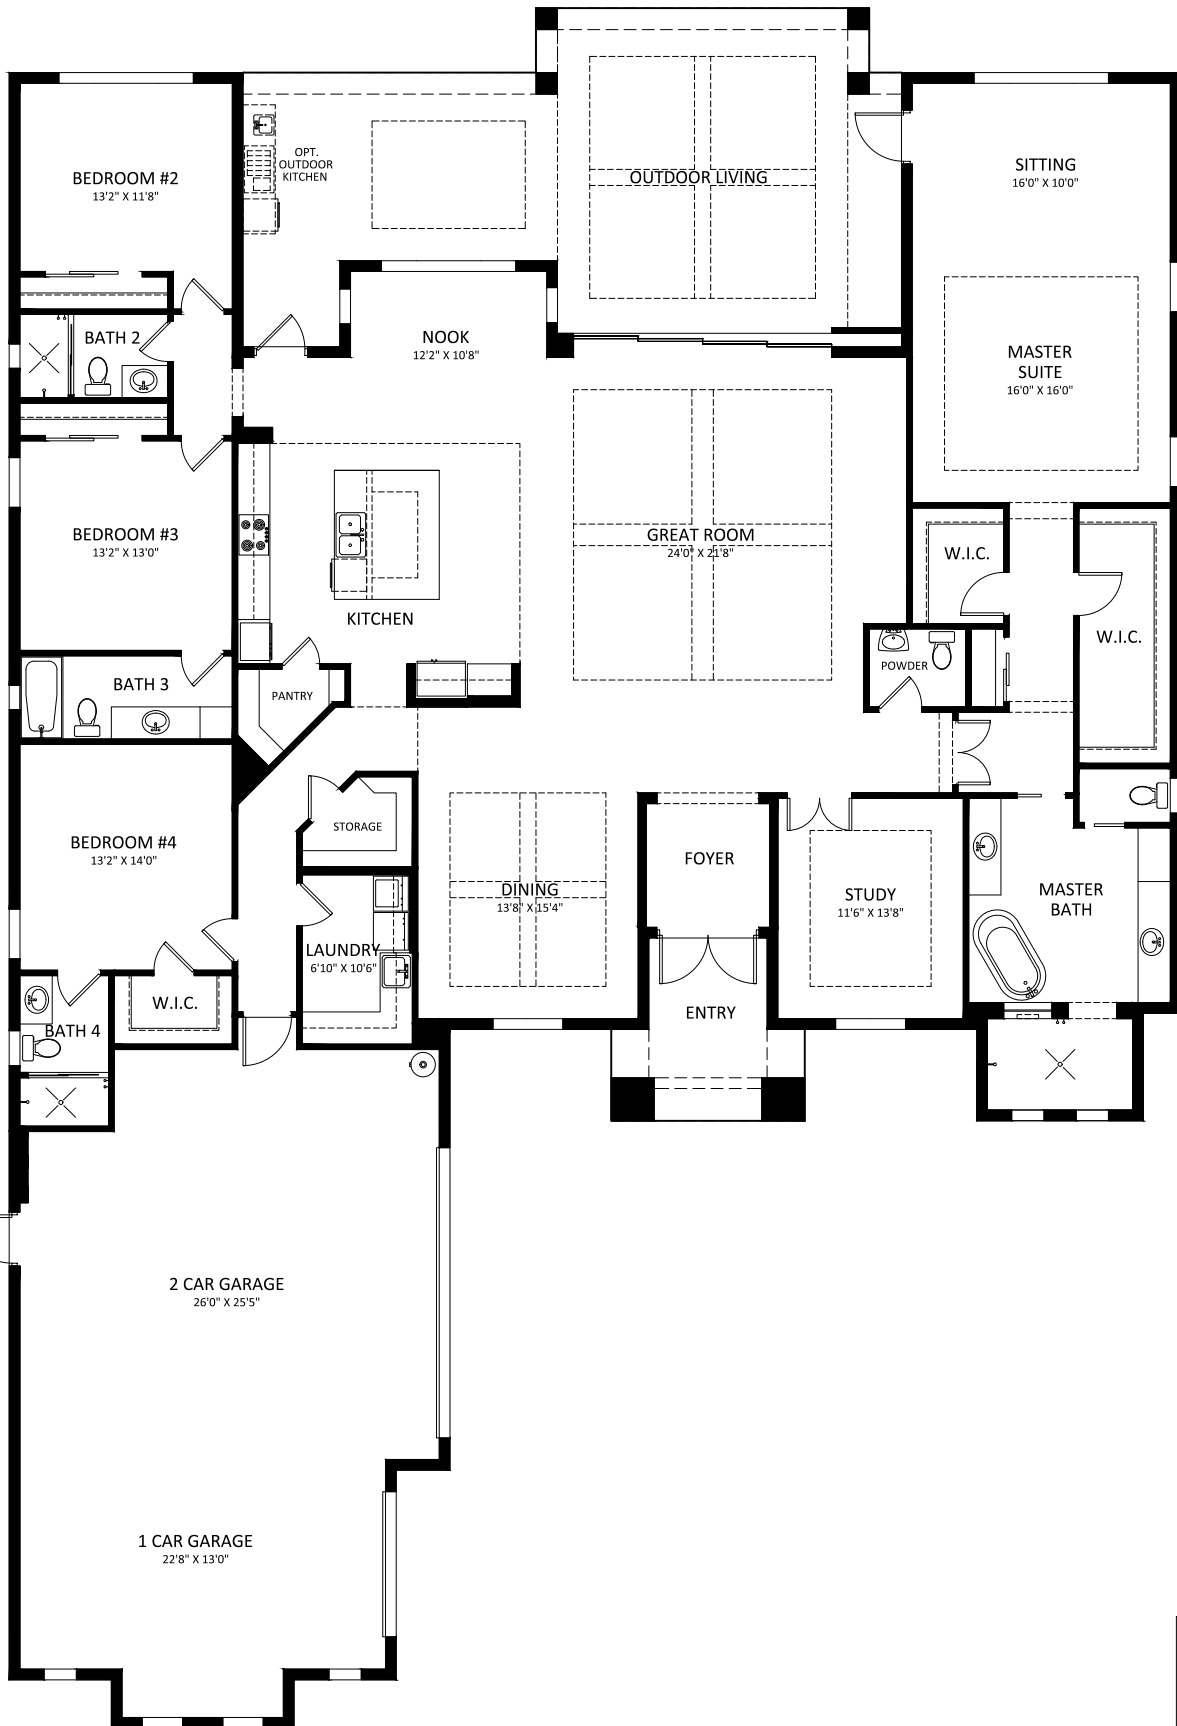 BEDROOM #2
13'2" X 11'8"
OPT.
OUTDOOR
KITCHEN
OUTDOOR LIVING
SITTING
16'0" X 10'0"
BATH 2
NOOK
12'2" X 10'8"
MASTER
SUITE
16'0" X 16'0"
BEDROOM #3
13'2" X 13'0"
GREAT ROOM
24'0" X 21'8"
W.I.C.
KITCHEN
W.I.C.
POWDER
BATH 3
PANTRY
BEDROOM #4
13'2" X 14'0"
STORAGE
FOYER
DINING
13'8" X 15'4"
STUDY
11'6" X 13'8"
MASTER
BATH
LAUNDRY
6'10" X 10'6"
W.I.C.
ENTRY
BATH 4
2 CAR GARAGE
26'0" X 25'5"
1 CAR GARAGE
22'8" X 13'0"